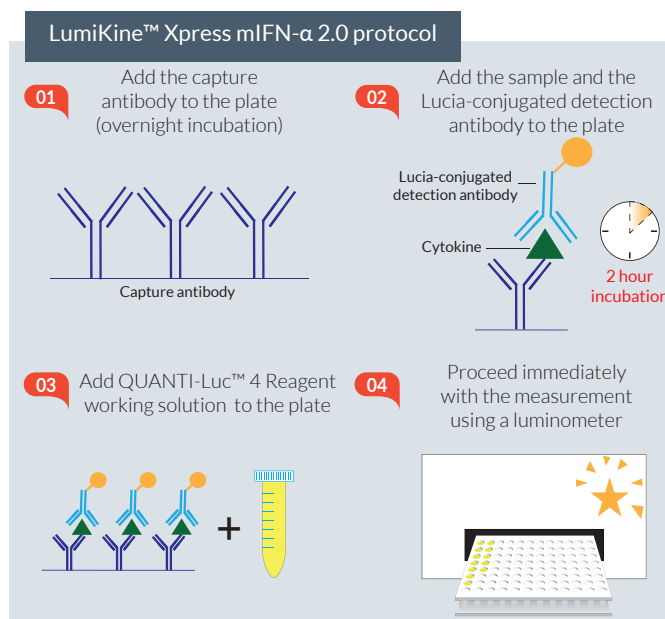 LumiKine™ Xpress mIFN-α 2.0 protocol
01
Add the capture
antibody to the plate
(overnight incubation)
Capture antibody
02
Add the sample and the
Lucia-conjugated detection
antibody to the plate
Lucia-conjugated
detection antibody
Cytokine
2 hour
incubation
03
Add QUANTI-Luc™ 4 Reagent
working solution to the plate
+
04
Proceed immediately
with the measurement
using a luminometer